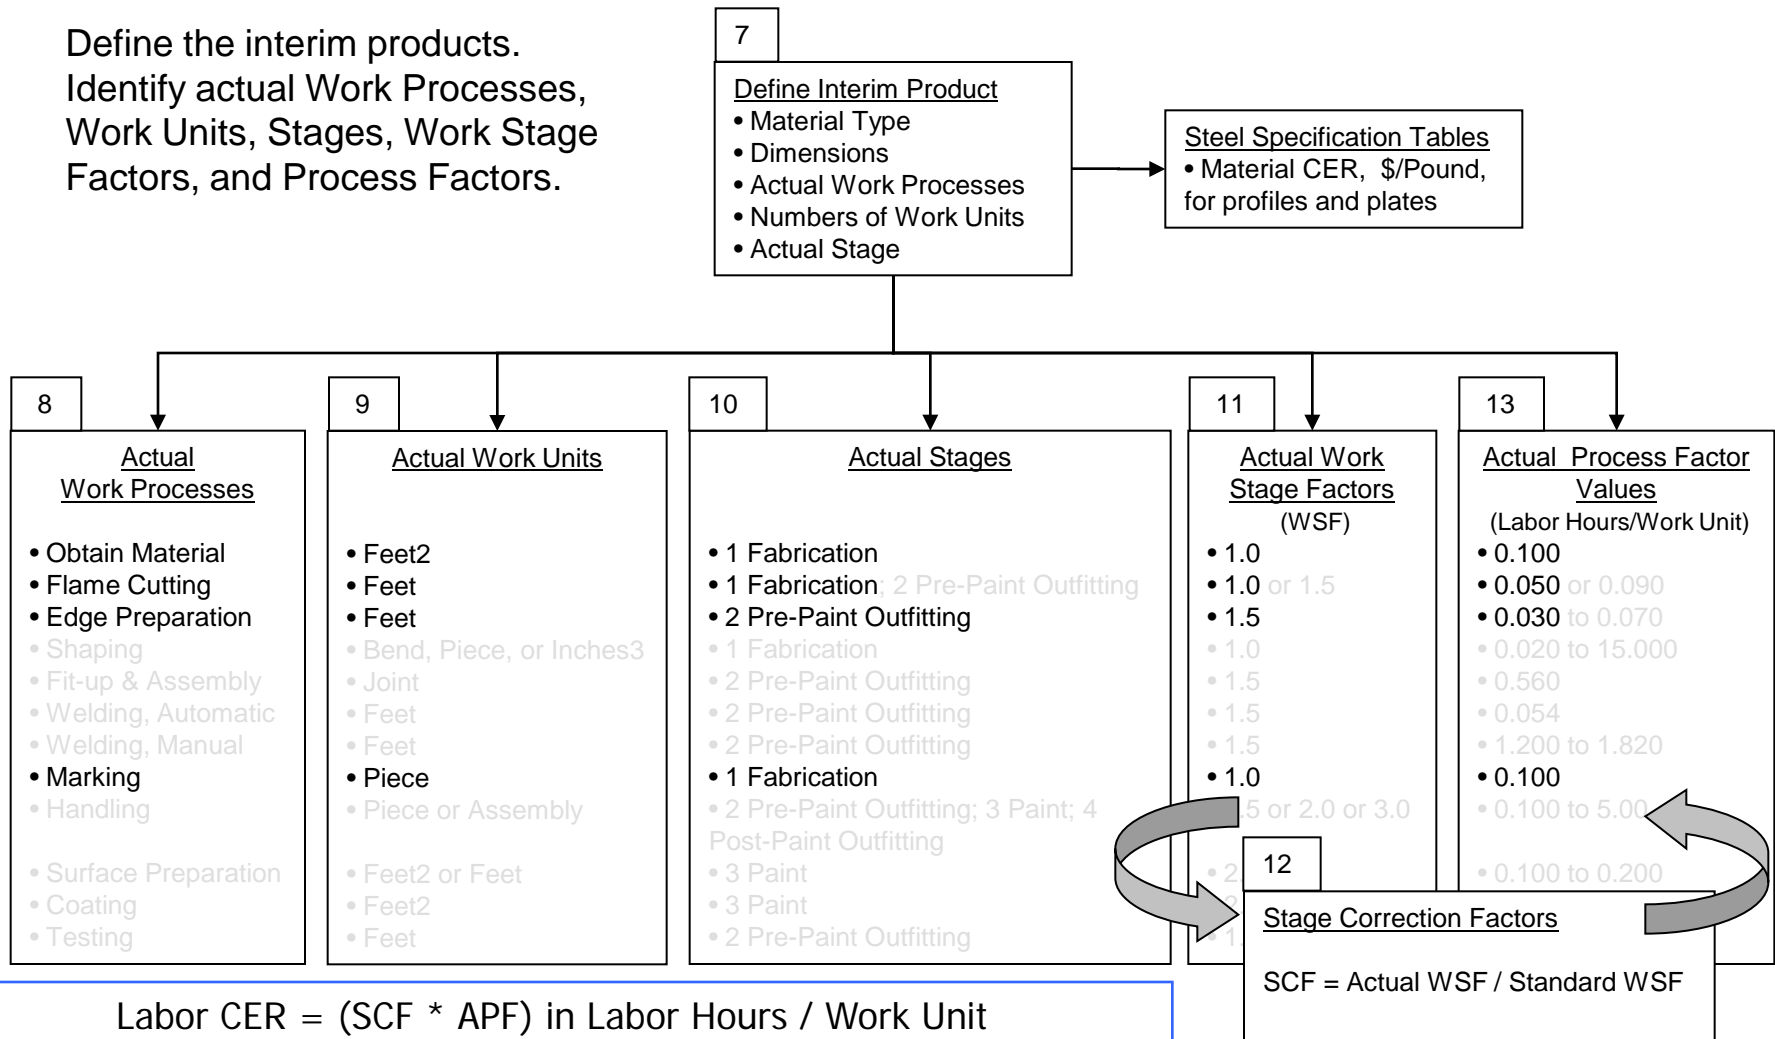 Define the interim products.
Identify actual Work Processes,
Work Units, Stages, Work Stage
Factors, and Process Factors.
7
Define Interim Product
• Material Type
• Dimensions
• Actual Work Processes
• Numbers of Work Units
• Actual Stage
Steel Specification Tables
• Material CER, $/Pound,
for profiles and plates
8
Actual
Work Processes
• Obtain Material
• Flame Cutting
• Edge Preparation
• Shaping
• Fit-up & Assembly
• Welding, Automatic
• Welding, Manual
• Marking
• Handling
• Surface Preparation
• Coating
• Testing
9
Actual Work Units
• Feet2
• Feet
• Feet
• Bend, Piece, or Inches3
• Joint
• Feet
• Feet
• Piece
• Piece or Assembly
• Feet2 or Feet
• Feet2
• Feet
10
Actual Stages
• 1 Fabrication
• 1 Fabrication; 2 Pre-Paint Outfitting
• 2 Pre-Paint Outfitting
• 1 Fabrication
• 2 Pre-Paint Outfitting
• 2 Pre-Paint Outfitting
• 2 Pre-Paint Outfitting
• 1 Fabrication
• 2 Pre-Paint Outfitting; 3 Paint; 4
Post-Paint Outfitting
• 3 Paint
• 3 Paint
• 2 Pre-Paint Outfitting
11
Actual Work
Stage Factors
(WSF)
• 1.0
• 1.0 or 1.5
• 1.5
• 1.0
• 1.5
• 1.5
• 1.5
• 1.0
.5 or 2.0 or 3.0
13
Actual Process Factor
Values
(Labor Hours/Work Unit)
• 0.100
• 0.050 or 0.090
• 0.030 to 0.070
• 0.020 to 15.000
• 0.560
• 0.054
• 1.200 to 1.820
• 0.100
• 0.100 to 5.00
• 0.100 to 0.200
12
Stage Correction Factors
SCF = Actual WSF / Standard WSF
Labor CER = (SCF * APF) in Labor Hours / Work Unit